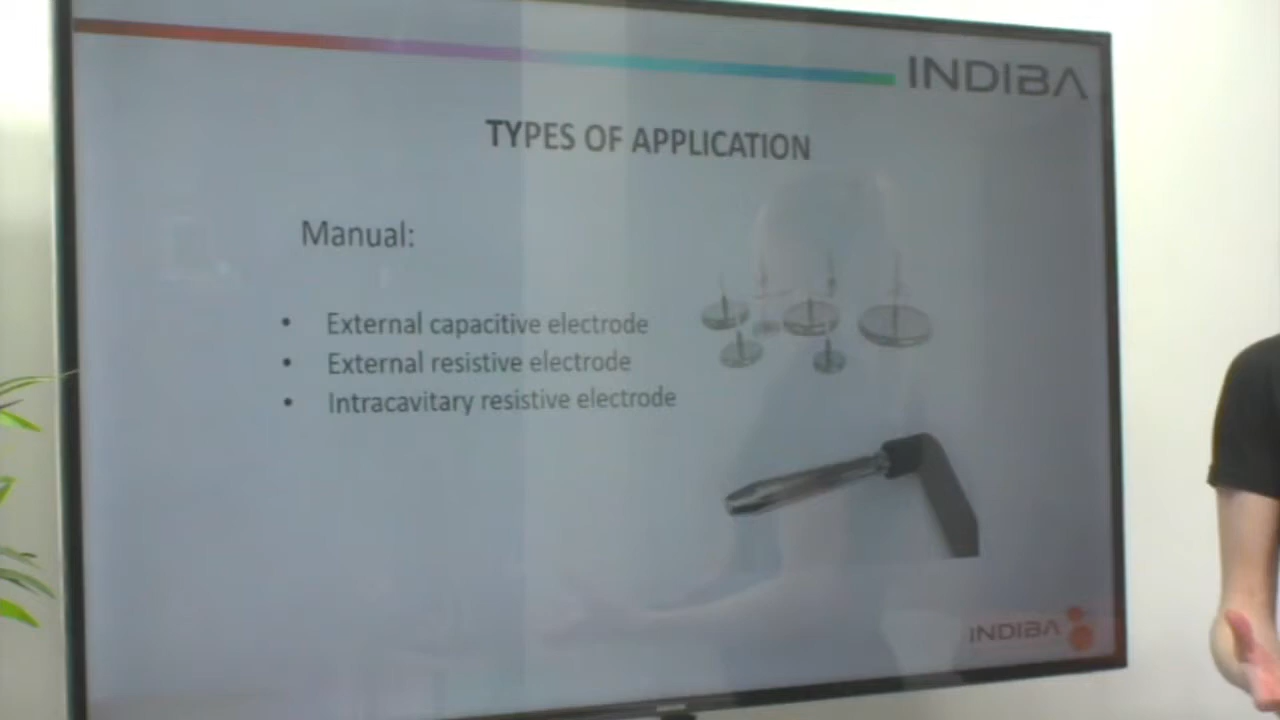 INDIBA
TYPES OF APPLICATION
Manual:
• External capacitive electrode
• External resistive electrode
• Intracavitary resistive electrode
INDIBA